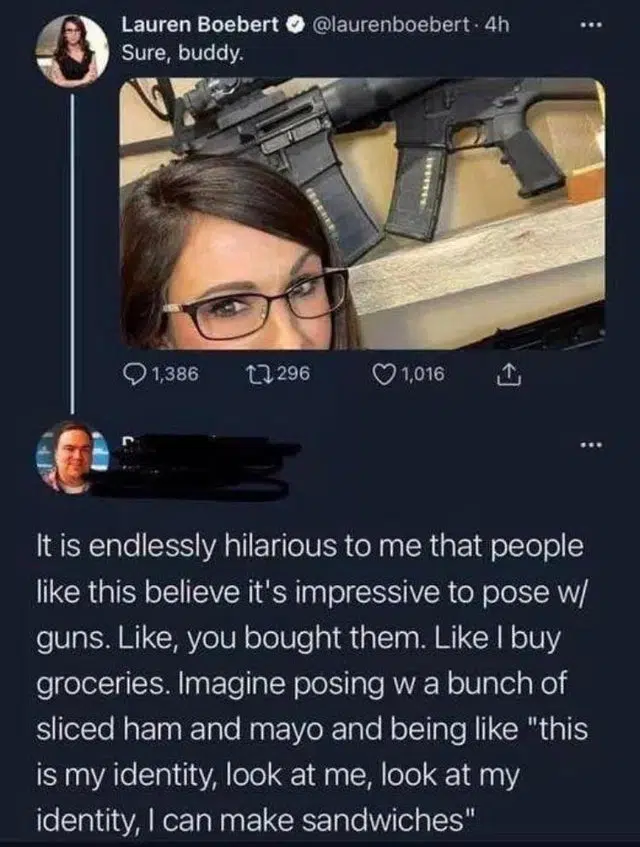 Lauren Boebert @laurenboebert · 4h
Sure, buddy.
1,386 296 1,016
It is endlessly hilarious to me that people
like this believe it's impressive to pose w/
guns. Like, you bought them. Like I buy
groceries. Imagine posing w a bunch of
sliced ham and mayo and being like "this
is my identity, look at me, look at my
identity, I can make sandwiches"